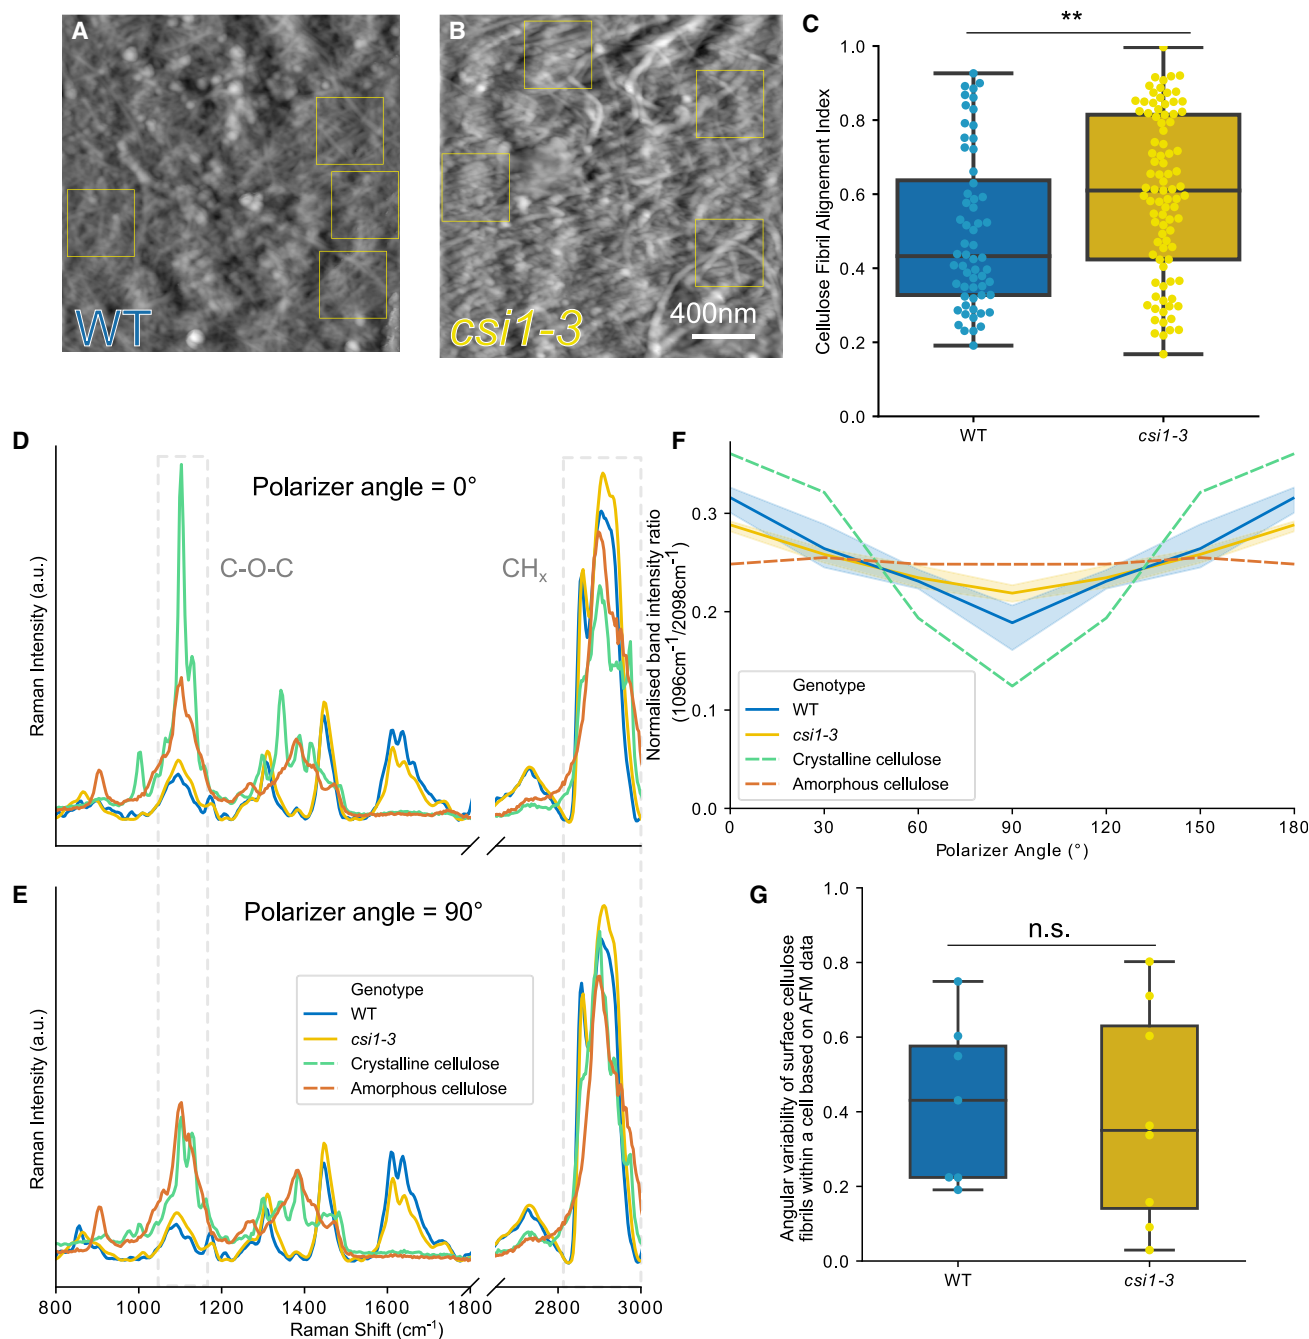 A
WT
B
csi1-3
400nm
C
**
Cellulose Fibril Alignement Index
1.0
0.8
0.6
0.4
0.2
0.0
WT
csi1-3
D
Polarizer angle = 0°
C-O-C
CHx
Raman Intensity (a.u.)
E
Polarizer angle = 90°
Genotype
WT
csi1-3
Crystalline cellulose
Amorphous cellulose
Raman Intensity (a.u.)
800
1000
1200
1400
1600
1800
2800
3000
Raman Shift (cm-1)
F
Normalised band intensity ratio
(1096cm-1/2098cm-1)
0.3
0.2
0.1
0.0
Genotype
WT
csi1-3
Crystalline cellulose
Amorphous cellulose
0
30
60
90
120
150
180
Polarizer Angle (°)
G
n.s.
Angular variability of surface cellulose
fibrils within a cell based on AFM data
1.0
0.8
0.6
0.4
0.2
0.0
WT
csi1-3